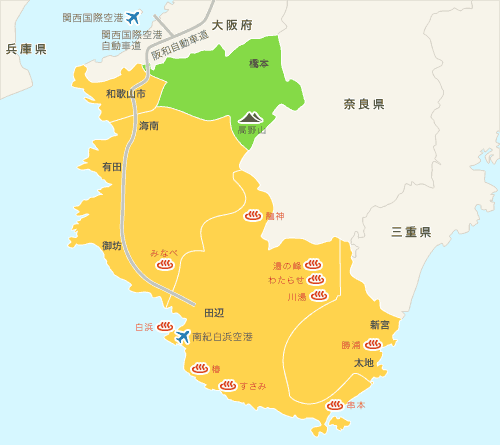 関西国際空港
大阪府
関西国際空港
自動車道
阪和自動車道
兵庫県
橋本
和歌山市
奈良県
海南
高野山
有田
龍神
三重県
御坊
みなべ
湯の峰
わたらせ
川湯
田辺
白浜
南紀白浜空港
新宮
勝浦
太地
椿
すさみ
串本